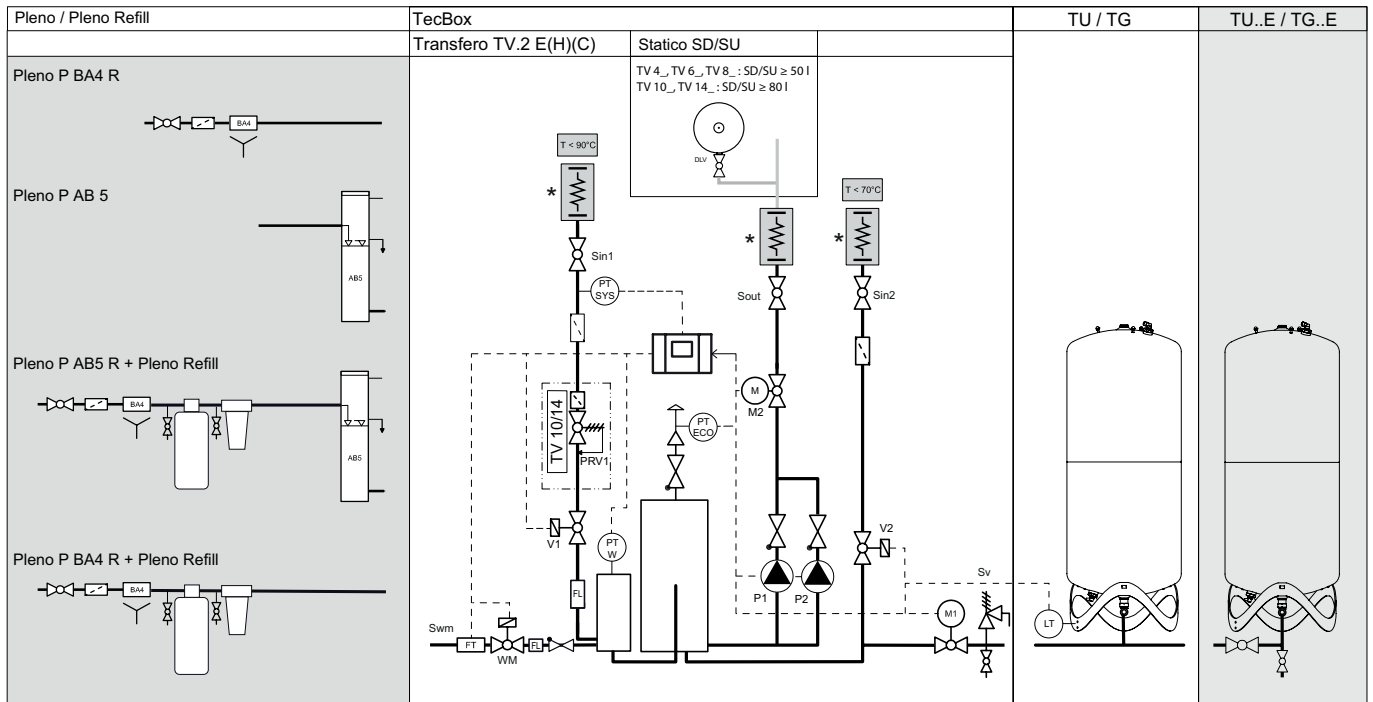 Pleno / Pleno Refill
TecBox
TU / TG
TU..E / TG..E
Transfero TV.2 E(H)(C)
Statico SD/SU
Pleno P BA4 R
BA4
Pleno P AB 5
AB5
Pleno P AB5 R + Pleno Refill
BA4
AB5
Pleno P BA4 R + Pleno Refill
BA4
TV 4_, TV 6_, TV 8_ : SD/SU ≥ 50 l
TV 10_, TV 14_ : SD/SU ≥ 80 l
DLV
T < 90°C
T < 70°C
*
*
*
Sin1
Sout
Sin2
PT
SYS
TV 10/14
PRV1
PT
ECO
M
M2
V1
PT
W
V2
FL
P1
P2
Sv
M1
LT
Swm
FT
WM
FL